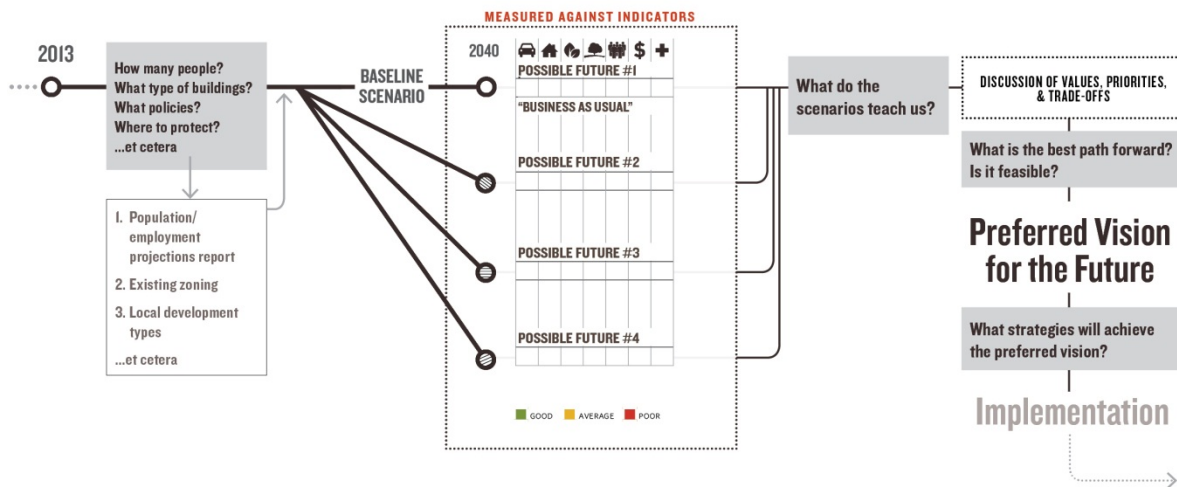 MEASURED AGAINST INDICATORS
2013
How many people?
What type of buildings?
What policies?
Where to protect?
...et cetera
1. Population/
employment
projections report
2. Existing zoning
3. Local development
types
...et cetera
BASELINE
SCENARIO
2040
$
POSSIBLE FUTURE #1
"BUSINESS AS USUAL"
POSSIBLE FUTURE #2
POSSIBLE FUTURE #3
POSSIBLE FUTURE #4
GOOD AVERAGE POOR
What do the
scenarios teach us?
DISCUSSION OF VALUES, PRIORITIES,
& TRADE-OFFS
What is the best path forward?
Is it feasible?
Preferred Vision
for the Future
What strategies will achieve
the preferred vision?
Implementation